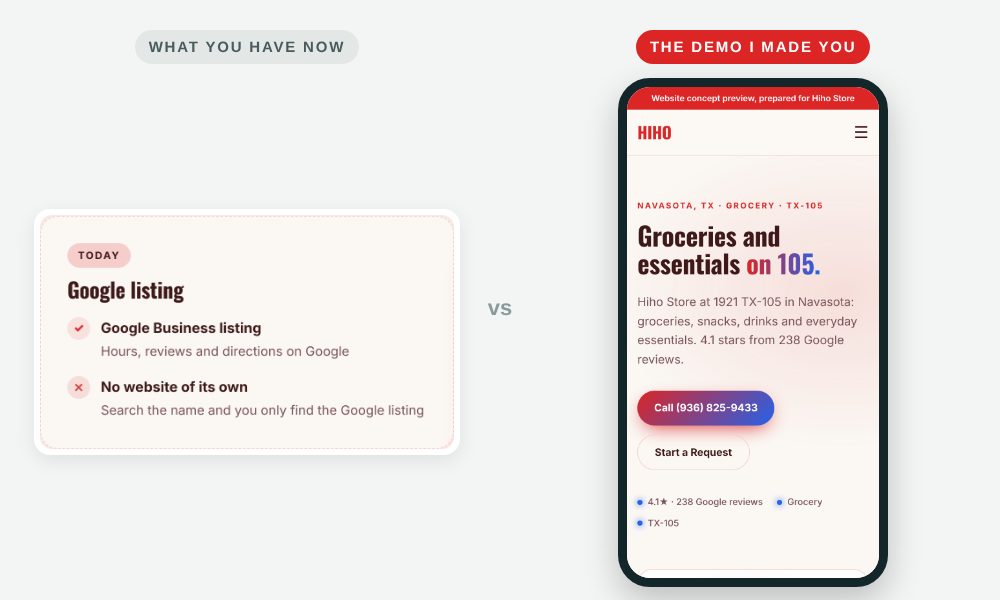 WHAT YOU HAVE NOW
TODAY
Google listing
Google Business listing
Hours, reviews and directions on Google
No website of its own
Search the name and you only find the Google listing
vs
THE DEMO I MADE YOU
Website concept preview, prepared for Hiho Store
HIHO
NAVASOTA, TX · GROCERY · TX-105
Groceries and
essentials on 105.
Hiho Store at 1921 TX-105 in Navasota:
groceries, snacks, drinks and everyday
essentials. 4.1 stars from 238 Google
reviews.
Call (936) 825-9433
Start a Request
4.1★ · 238 Google reviews
Grocery
TX-105